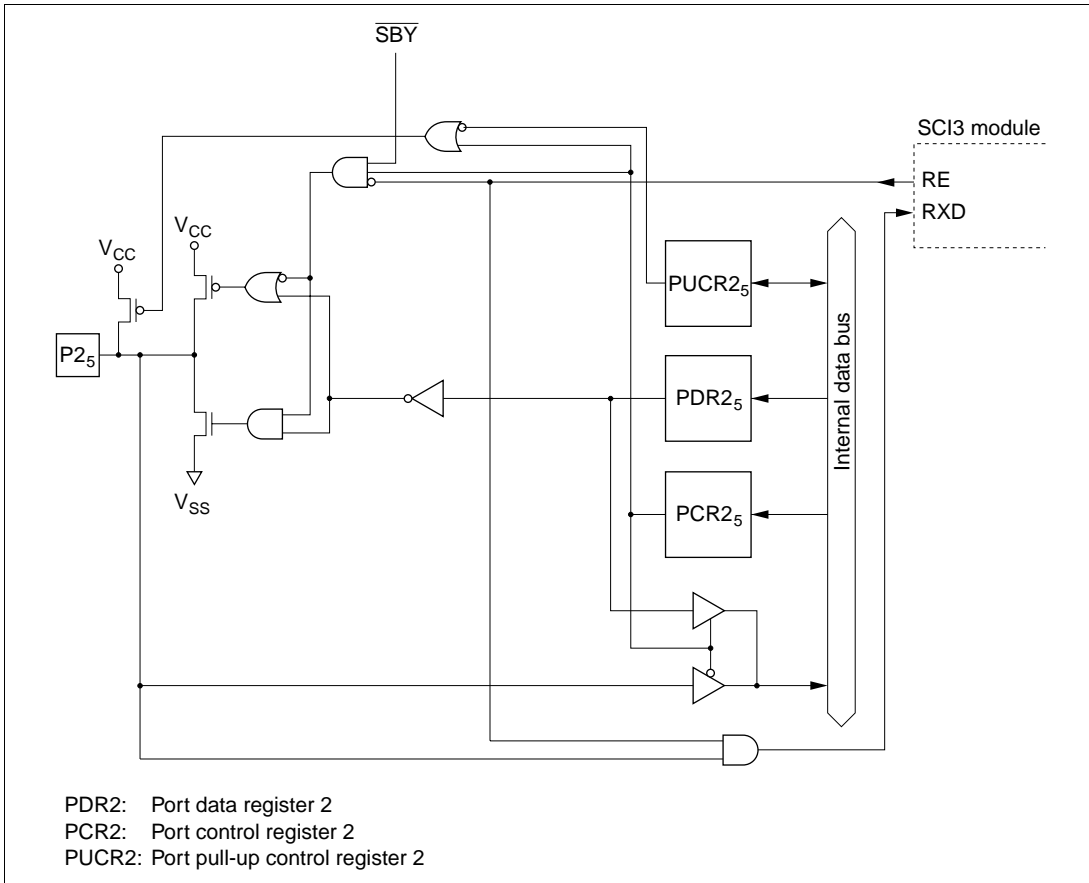 SBY
SCI3 module
RE
RXD
VCC
VCC
PUCR25
P25
PDR25
Internal data bus
VSS
PCR25
PDR2: Port data register 2
PCR2: Port control register 2
PUCR2: Port pull-up control register 2